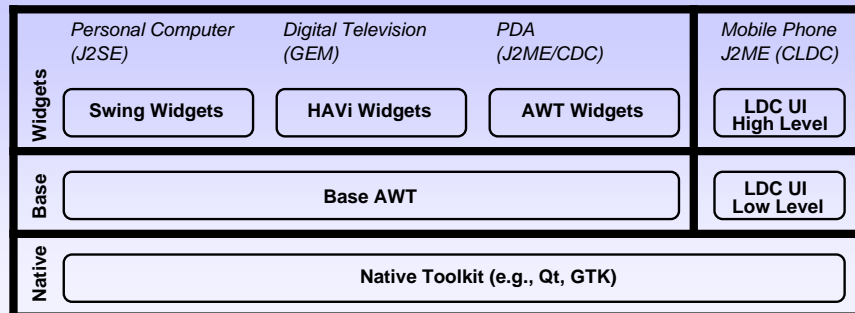 Personal Computer
(J2SE)
Digital Television
(GEM)
PDA
(J2ME/CDC)
Mobile Phone
J2ME (CLDC)
Widgets
Swing Widgets
HAVi Widgets
AWT Widgets
LDC UI
High Level
Base
Base AWT
LDC UI
Low Level
Native
Native Toolkit (e.g., Qt, GTK)